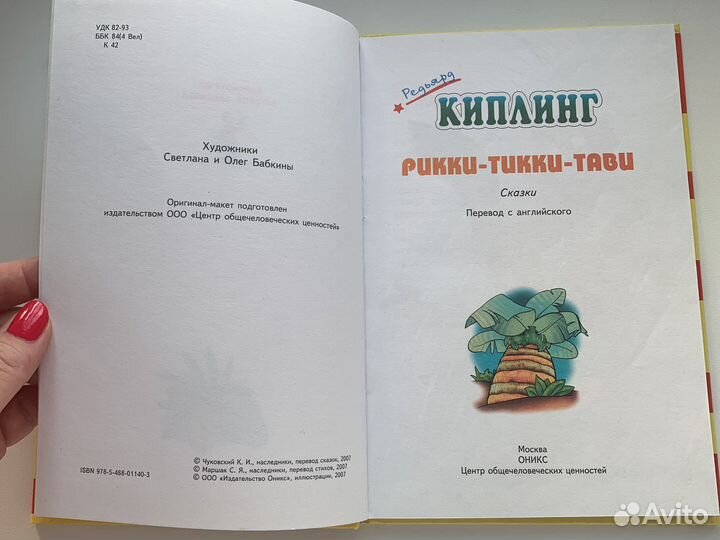 УДК 82-93
ББК 84(4 Вел)
К 42
Художники
Светлана и Олег Бабкины
Оригинал-макет подготовлен
издательством ООО «Центр общечеловеческих ценностей»
© Чуковский К. И., наследники, перевод сказок, 2007
© Маршак С. Я., наследники, перевод стихов, 2007
ISBN 978-5-488-01140-3
© ООО «Издательство Оникс», иллюстрации, 2007
Редьярд
КИПЛИНГ
РИККИ-ТИККИ-ТАВИ
Сказки
Перевод с английского
Москва
ОНИКС
Центр общечеловеческих ценностей
Avito